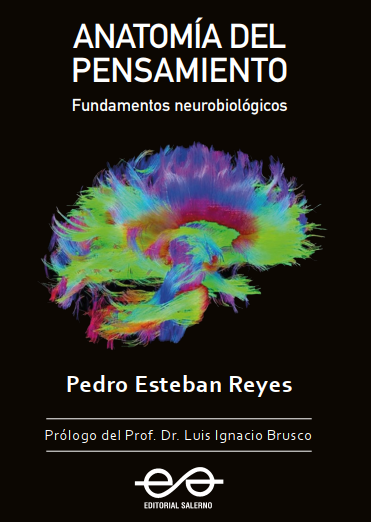 ANATOMÍA DEL
PENSAMIENTO
Fundamentos neurobiológicos
Pedro Esteban Reyes
Prólogo del Prof. Dr. Luis Ignacio Brusco
EDITORIAL SALERNO